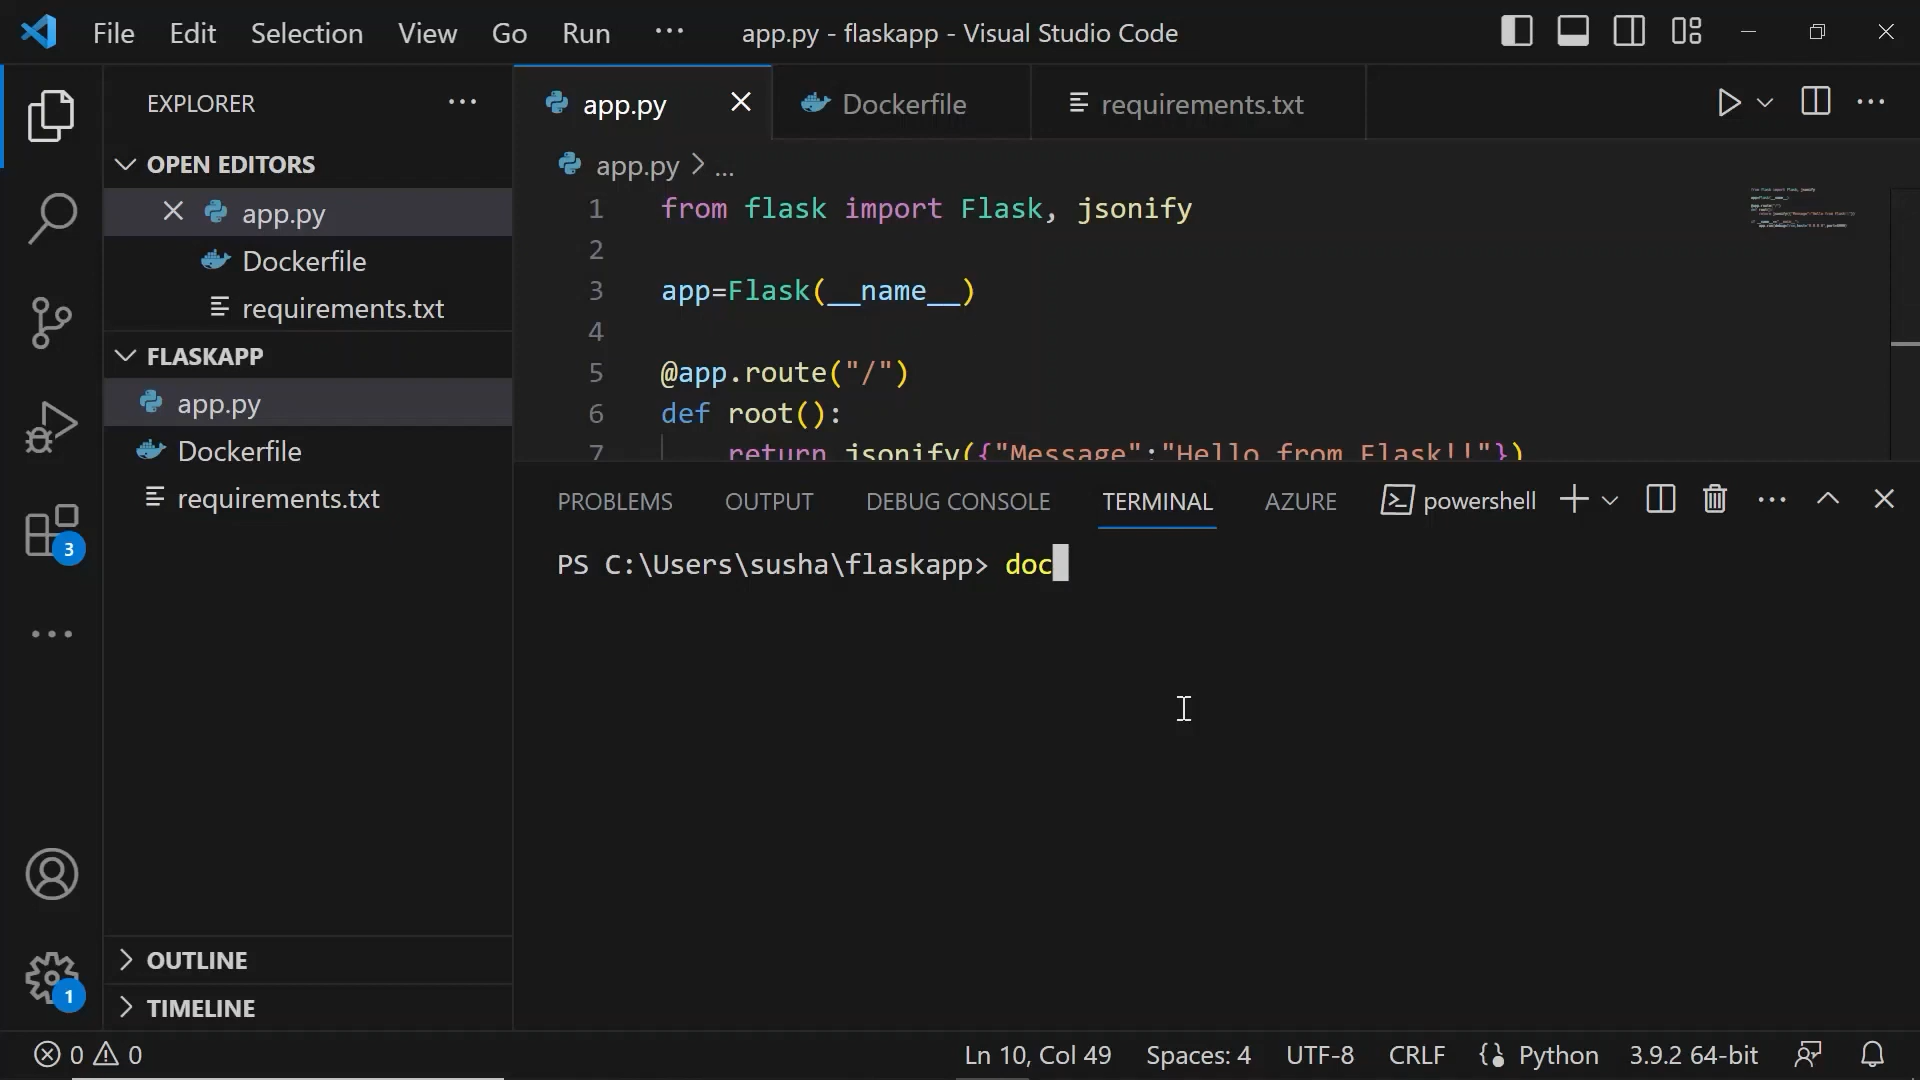 File Edit Selection View Go Run ··· app.py - flaskapp - Visual Studio Code
EXPLORER ···
OPEN EDITORS
app.py
Dockerfile
requirements.txt
FLASKAPP
app.py
Dockerfile
requirements.txt
OUTLINE
TIMELINE
3
1
app.py Dockerfile requirements.txt
app.py > ...
1 from flask import Flask, jsonify
2
3 app=Flask(__name__)
4
5 @app.route("/")
6 def root():
7 return jsonify({"Message":"Hello from Flask!!"})
PROBLEMS OUTPUT DEBUG CONSOLE TERMINAL AZURE powershell
PS C:\Users\susha\flaskapp> doc
0 0 Ln 10, Col 49 Spaces: 4 UTF-8 CRLF Python 3.9.2 64-bit